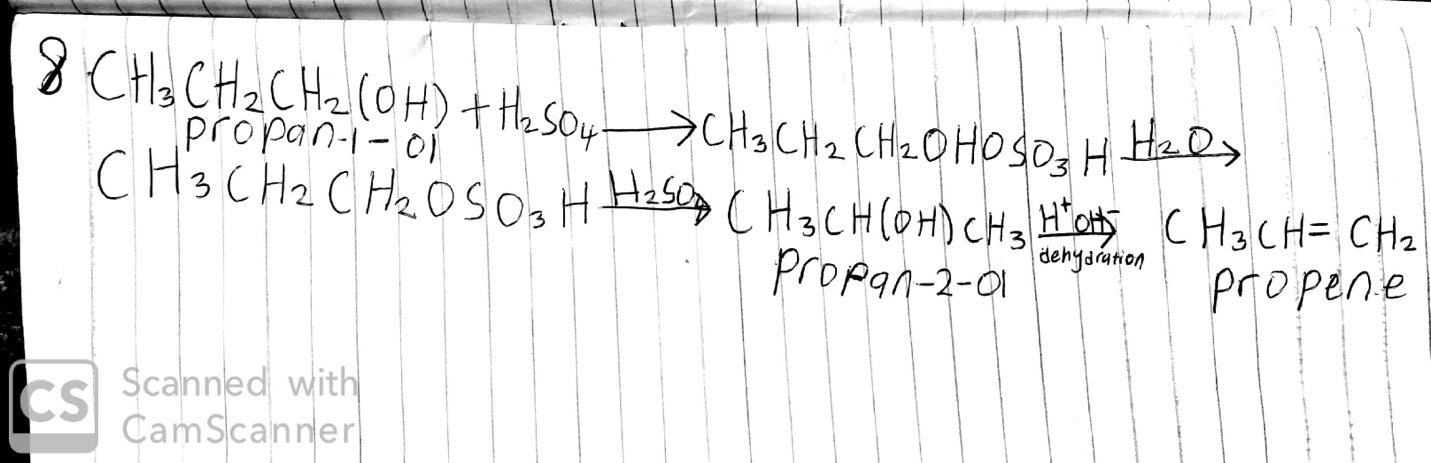 8 CH₃CH₂CH₂(OH) + H₂SO₄ → CH₃CH₂CH₂OHOSO₃H H₂O →
propan-1-ol
CH₃CH₂CH₂OSO₃H H₂SO₄ → CH₃CH(OH)CH₃ H⁺OH⁻ → CH₃CH=CH₂
dehydration
propan-2-ol propene
CS Scanned with
CamScanner